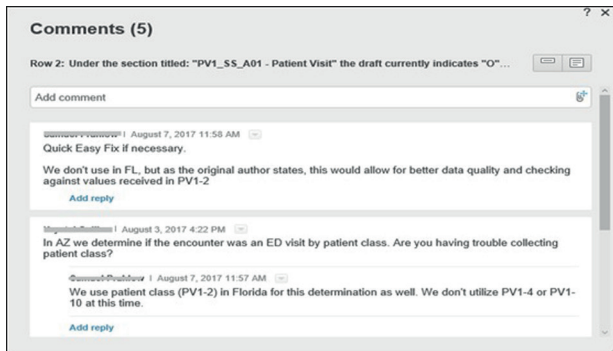 ? ×
Comments (5)
Row 2: Under the section titled: "PV1_SS_A01 - Patient Visit" the draft currently indicates "O"...
Add comment
| August 7, 2017 11:58 AM
Quick Easy Fix if necessary.
We don't use in FL, but as the original author states, this would allow for better data quality and checking
against values received in PV1-2
Add reply
| August 3, 2017 4:22 PM
In AZ we determine if the encounter was an ED visit by patient class. Are you having trouble collecting
patient class?
| August 7, 2017 11:57 AM
We use patient class (PV1-2) in Florida for this determination as well. We don't utilize PV1-4 or PV1-
10 at this time.
Add reply